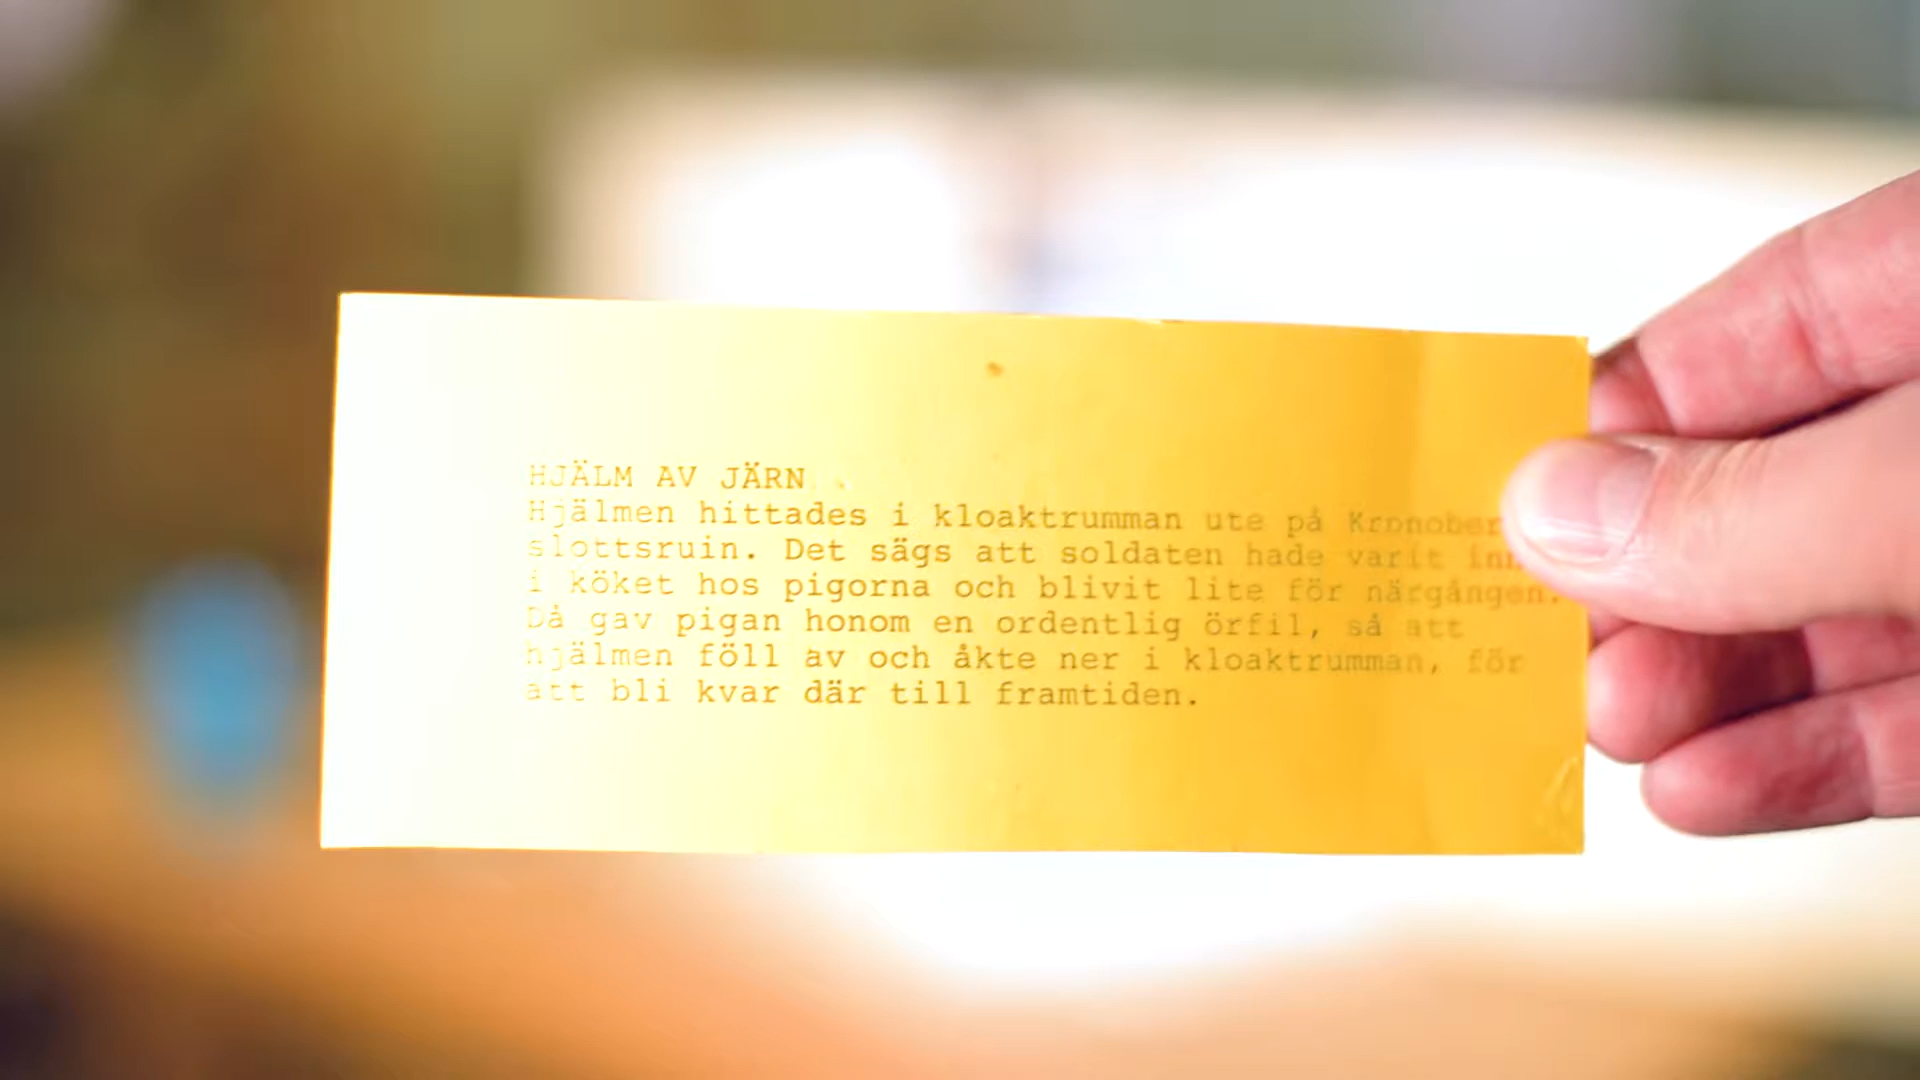 HJÄLM AV JÄRN
Hjälmen hittades i kloaktrumman ute på Kronober
slottsruin. Det sägs att soldaten hade varit inn
i köket hos pigorna och blivit lite för närgången.
Då gav pigan honom en ordentlig örfil, så att
hjälmen föll av och åkte ner i kloaktrumman, för
att bli kvar där till framtiden.